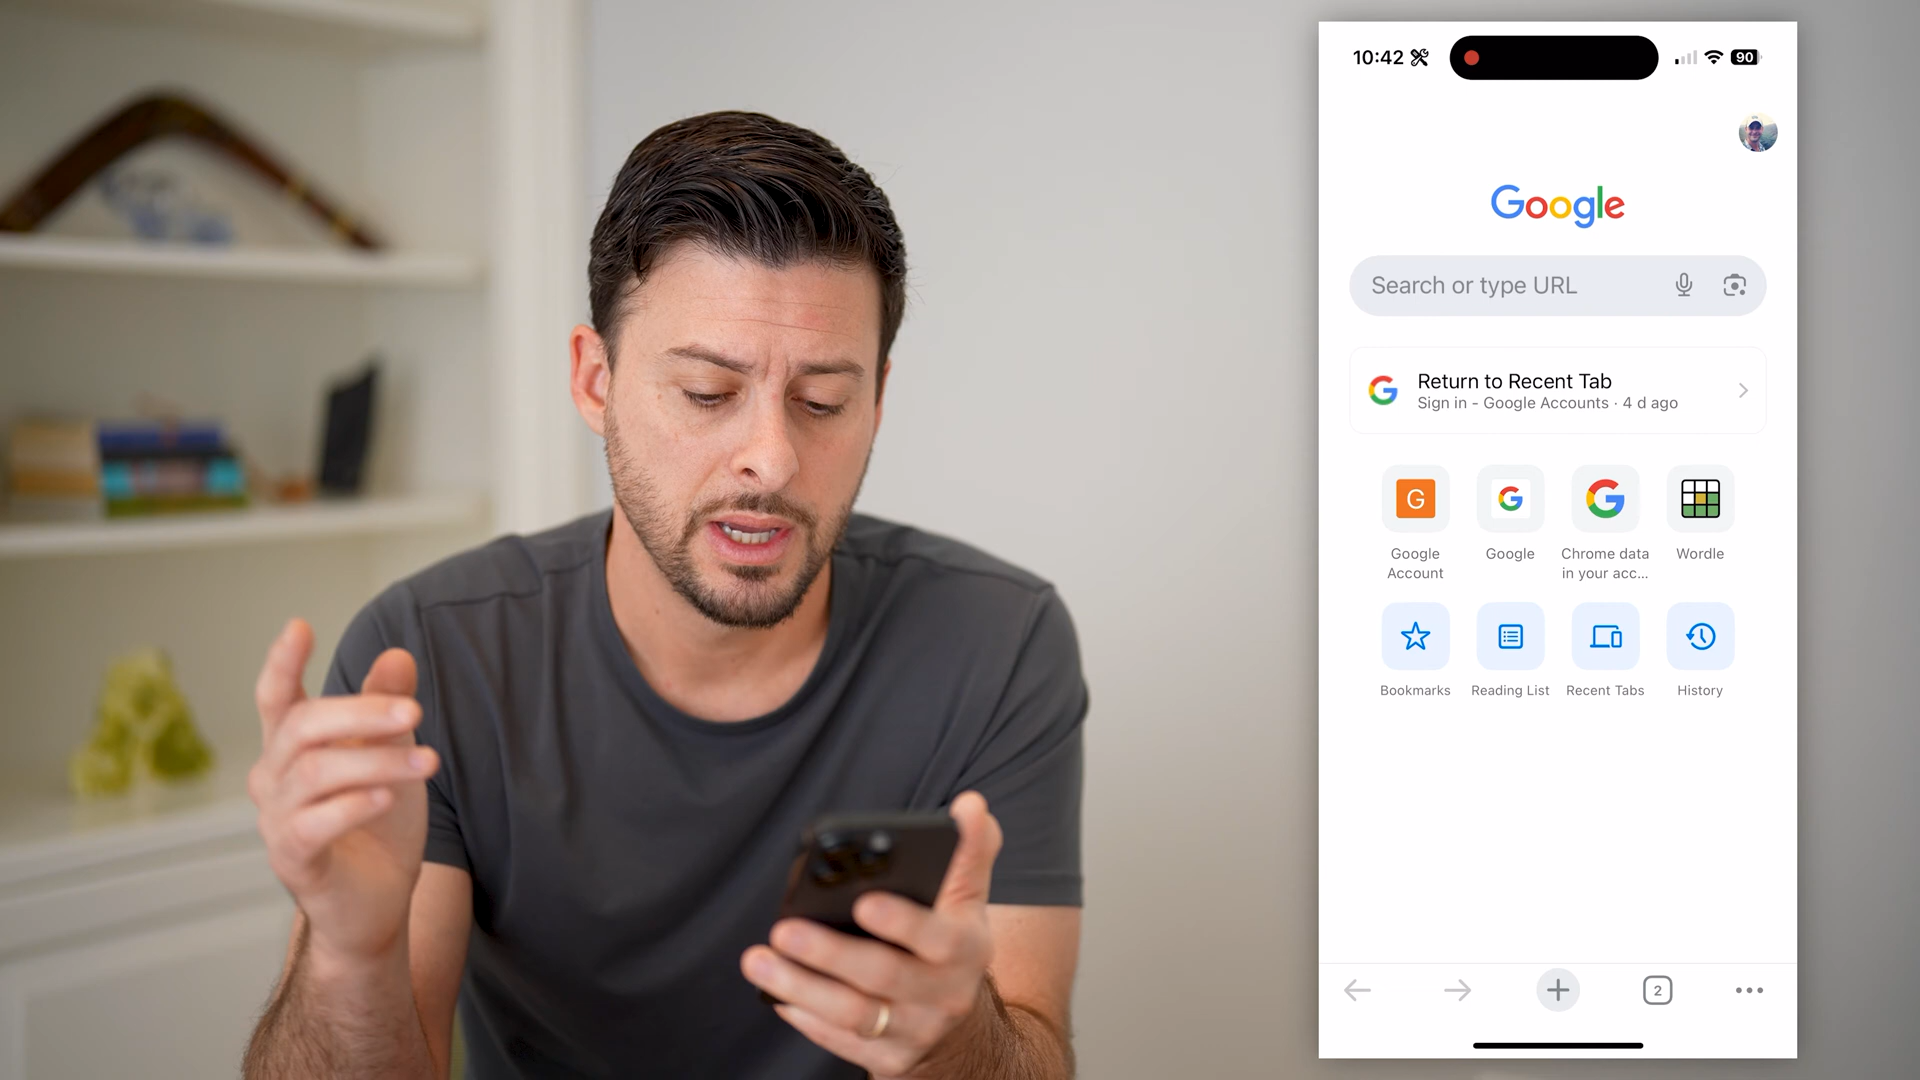 10:42
90
Google
Search or type URL
Return to Recent Tab
Sign in - Google Accounts · 4 d ago
G
Google Account
Google
Chrome data in your acc...
Wordle
Bookmarks
Reading List
Recent Tabs
History
2